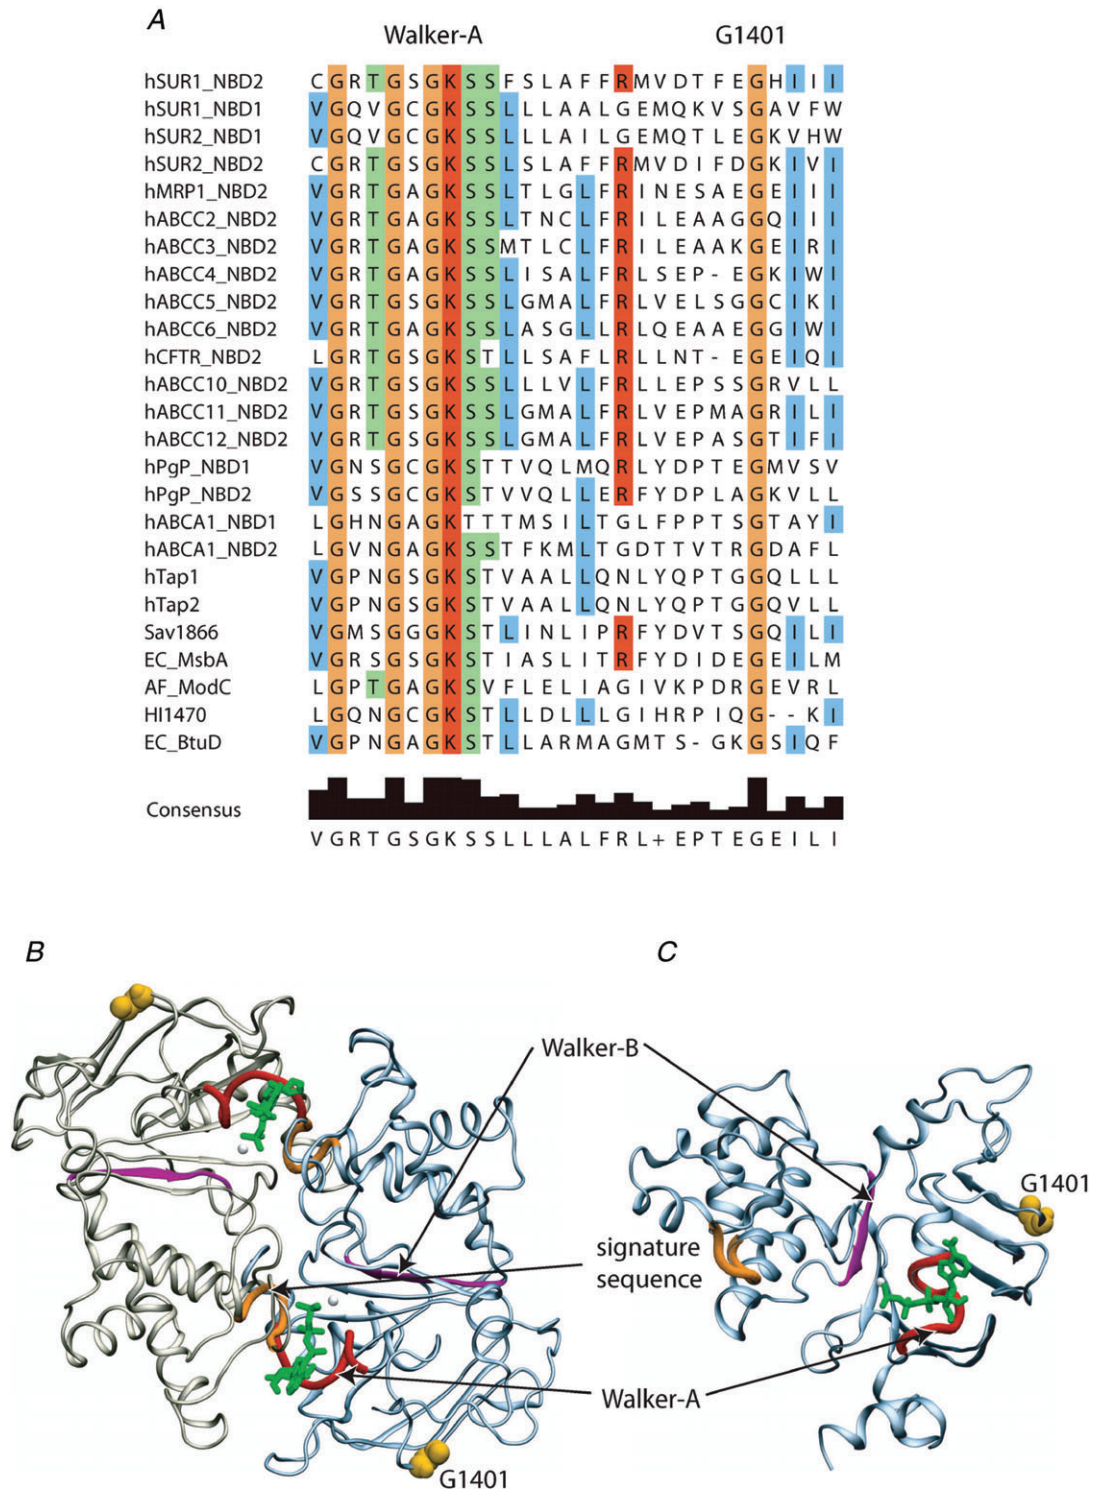 A
Walker-A G1401
hSUR1_NBD2 C G R T G S G K S S F S L A F F R M V D T F E G H I I I
hSUR1_NBD1 V G Q V G C G K S S L L L A A L G E M Q K V S G A V F W
hSUR2_NBD1 V G Q V G C G K S S L L L A I L G E M Q T L E G K V H W
hSUR2_NBD2 C G R T G S G K S S L S L A F F R M V D I F D G K I V I
hMRP1_NBD2 V G R T G A G K S S L T L G L F R I N E S A E G E I I I
hABCC2_NBD2 V G R T G A G K S S L T N C L F R I L E A A G G Q I I I
hABCC3_NBD2 V G R T G A G K S S M T L C L F R I L E A A K G E I R I
hABCC4_NBD2 V G R T G A G K S S L I S A L F R L S E P - E G K I W I
hABCC5_NBD2 V G R T G S G K S S L G M A L F R L V E L S G G C I K I
hABCC6_NBD2 V G R T G A G K S S L A S G L L R L Q E A A E G G I W I
hCFTR_NBD2 L G R T G S G K S T L L S A F L R L L N T - E G E I Q I
hABCC10_NBD2 V G R T G S G K S S L L L V L F R L L E P S S G R V L L
hABCC11_NBD2 V G R T G S G K S S L G M A L F R L V E P M A G R I L I
hABCC12_NBD2 V G R T G S G K S S L G M A L F R L V E P A S G T I F I
hPgP_NBD1 V G N S G C G K S T T V Q L M Q R L Y D P T E G M V S V
hPgP_NBD2 V G S S G C G K S T V V Q L L E R F Y D P L A G K V L L
hABCA1_NBD1 L G H N G A G K T T T M S I L T G L F P P T S G T A Y I
hABCA1_NBD2 L G V N G A G K S S T F K M L T G D T T V T R G D A F L
hTap1 V G P N G S G K S T V A A L L Q N L Y Q P T G G Q L L L
hTap2 V G P N G S G K S T V A A L L Q N L Y Q P T G G Q V L L
Sav1866 V G M S G G G K S T L I N L I P R F Y D V T S G Q I L I
EC_MsbA V G R S G S G K S T I A S L I T R F Y D I D E G E I L M
AF_ModC L G P T G A G K S V F L E L I A G I V K P D R G E V R L
HI1470 L G Q N G C G K S T L L D L L L G I H R P I Q G - - K I
EC_BtuD V G P N G A G K S T L L A R M A G M T S - G K G S I Q F
Consensus
V G R T G S G K S S L L L A L F R L + E P T E G E I L I
B
C
Walker-B
G1401
signature
sequence
Walker-A
G1401